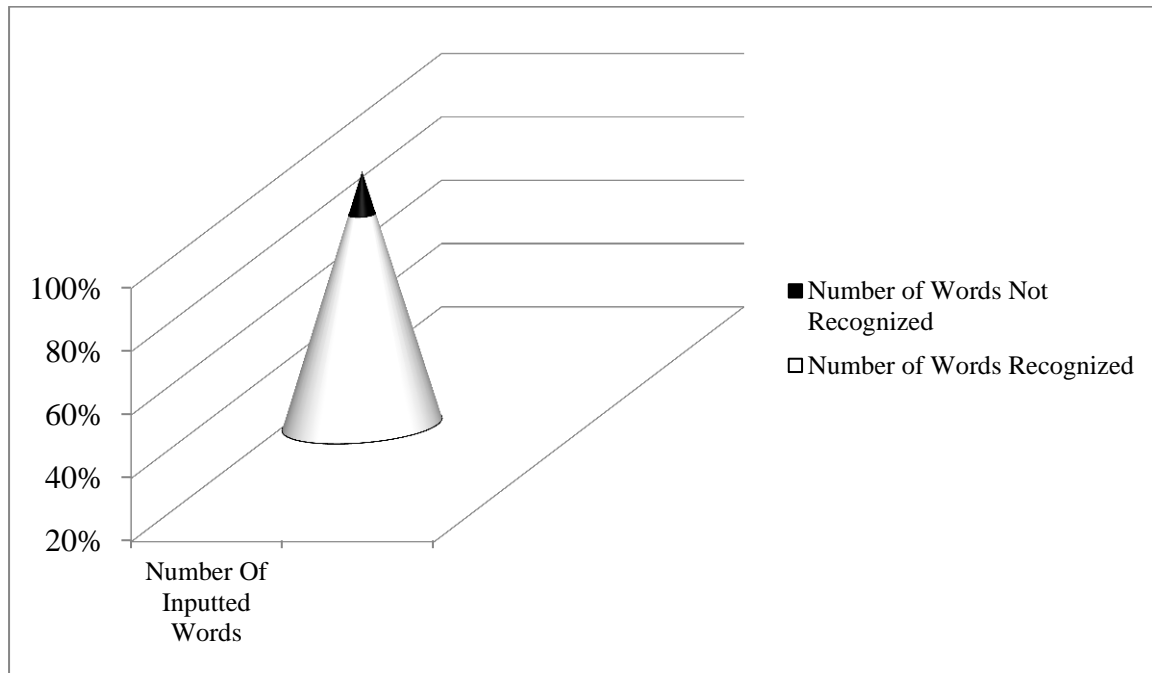 100%
80%
60%
40%
20%
Number Of
Inputted
Words
Number of Words Not
Recognized
Number of Words Recognized